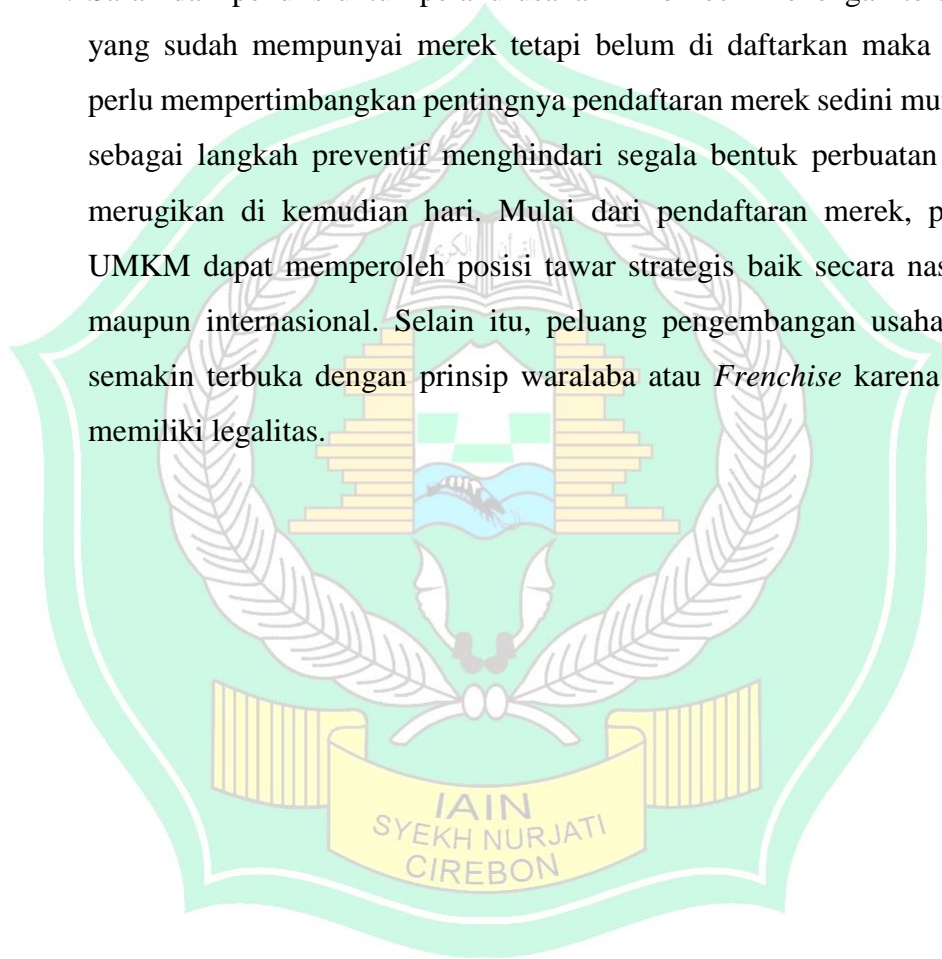 yang sudah mempunyai merek tetapi belum di daftarkan maka
perlu mempertimbangkan pentingnya pendaftaran merek sedini
sebagai langkah preventif menghindari segala bentuk perbuatan
merugikan di kemudian hari. Mulai dari pendaftaran merek,
UMKM dapat memperoleh posisi tawar strategis baik secara
maupun internasional. Selain itu, peluang pengembangan usaha
semakin terbuka dengan prinsip waralaba atau Frenchise karena
memiliki legalitas.
IAIN
SYEKH NURJATI
CIREBON